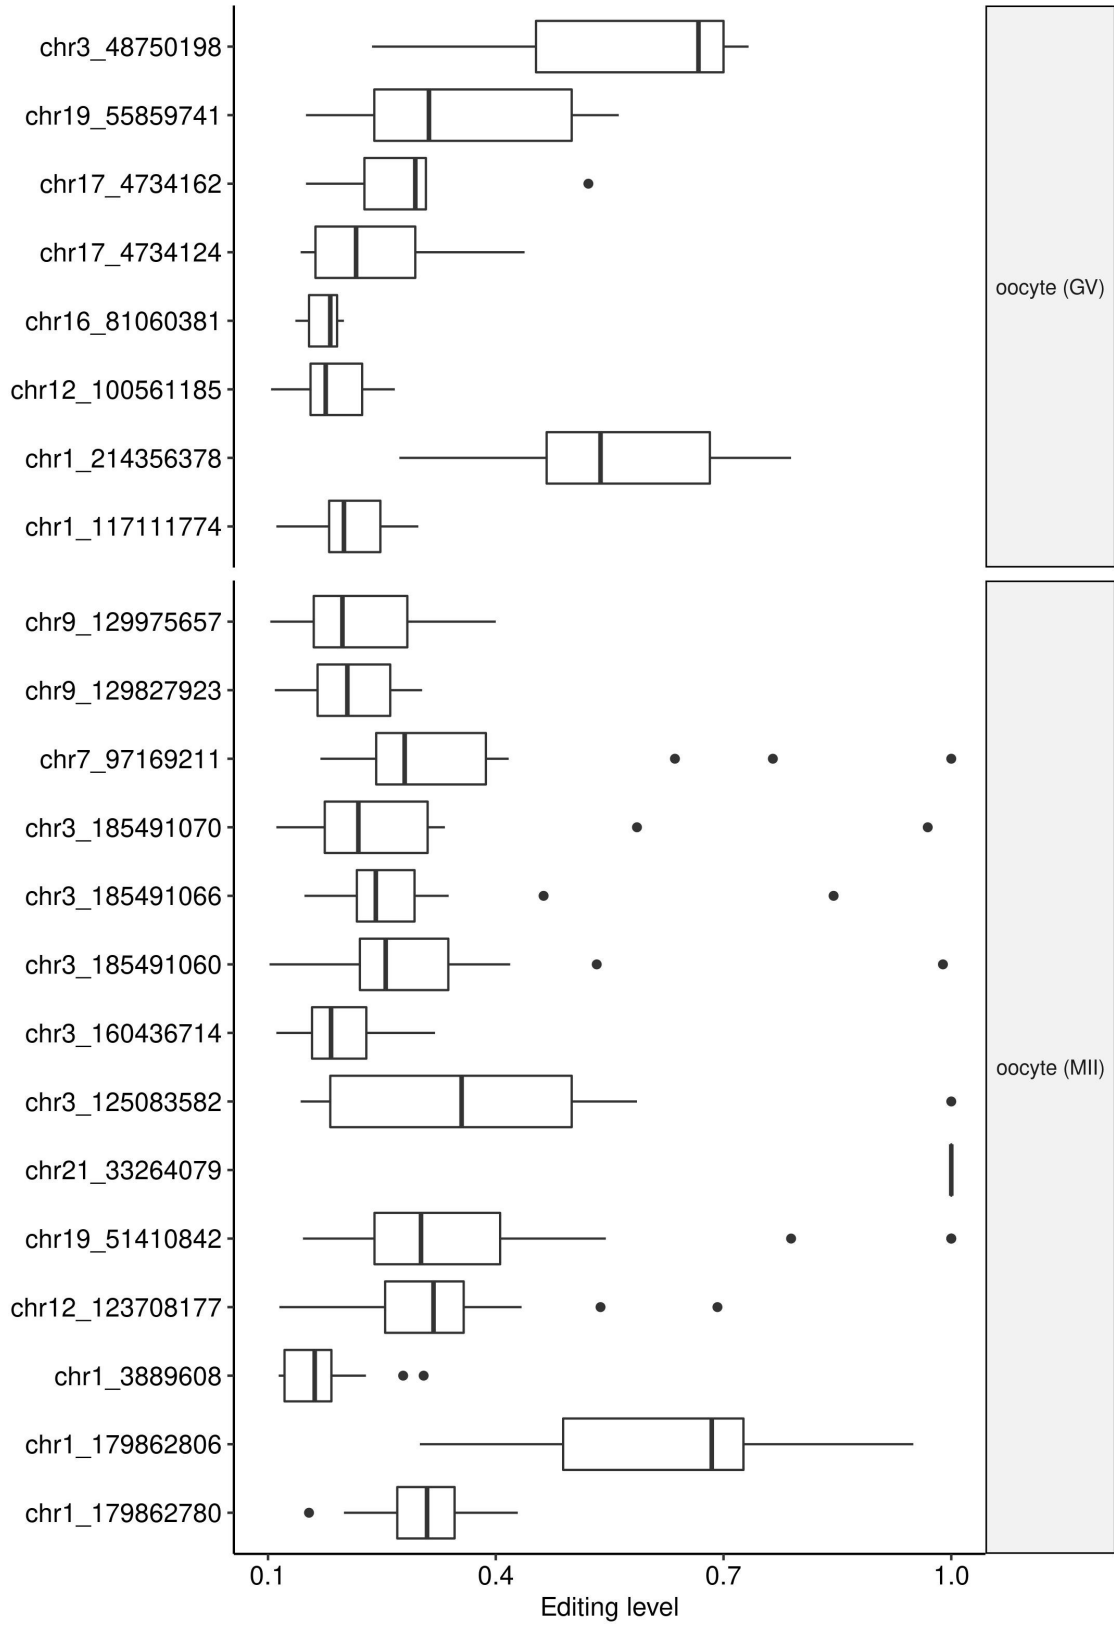 chr3_48750198
chr19_55859741
chr17_4734162
chr17_4734124
chr16_81060381
chr12_100561185
chr1_214356378
chr1_117111774
oocyte (GV)
chr9_129975657
chr9_129827923
chr7_97169211
chr3_185491070
chr3_185491066
chr3_185491060
chr3_160436714
chr3_125083582
chr21_33264079
chr19_51410842
chr12_123708177
chr1_3889608
chr1_179862806
chr1_179862780
oocyte (MII)
0.1 0.4 0.7 1.0
Editing level